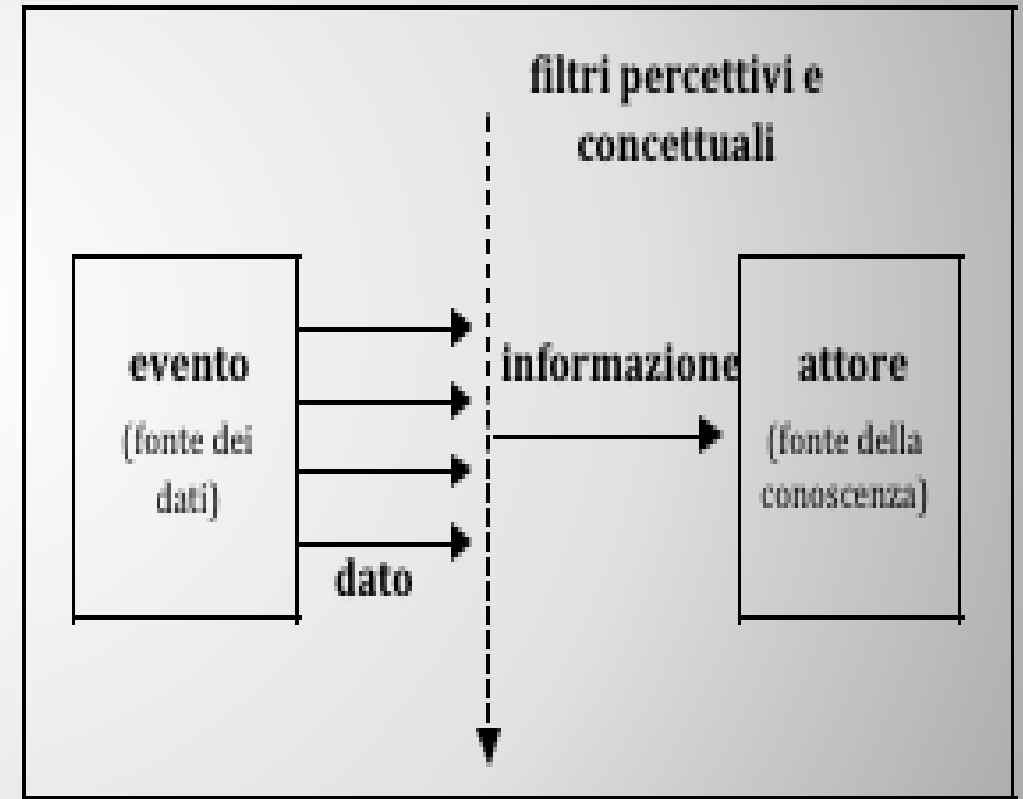 filtri percettivi e
concettuali
evento
(fonte dei
dati)
dato
informazione
attore
(fonte della
conoscenza)